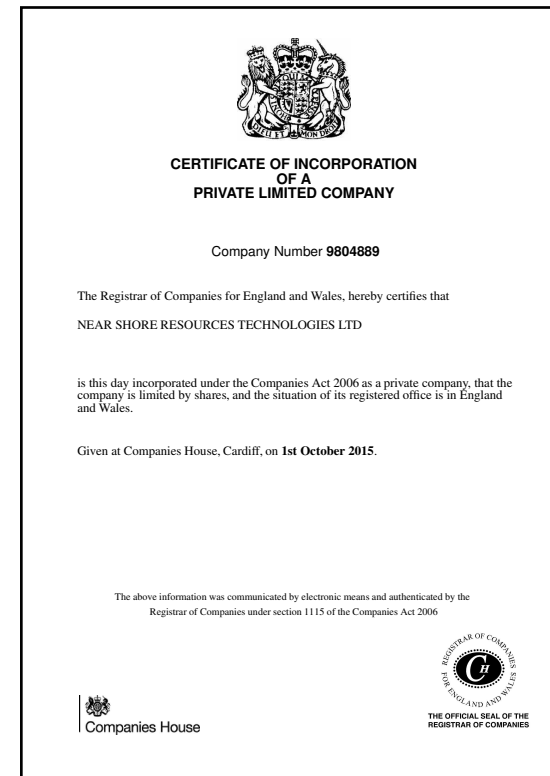 DIEU ET MON DROIT
CERTIFICATE OF INCORPORATION
OF A
PRIVATE LIMITED COMPANY
Company Number 9804889
The Registrar of Companies for England and Wales, hereby certifies that
NEAR SHORE RESOURCES TECHNOLOGIES LTD
is this day incorporated under the Companies Act 2006 as a private company, that the
company is limited by shares, and the situation of its registered office is in England
and Wales.
Given at Companies House, Cardiff, on 1st October 2015.
The above information was communicated by electronic means and authenticated by the
Registrar of Companies under section 1115 of the Companies Act 2006
REGISTRAR OF COMPANIES
FOR ENGLAND AND WALES
CH
THE OFFICIAL SEAL OF THE
REGISTRAR OF COMPANIES
Companies House